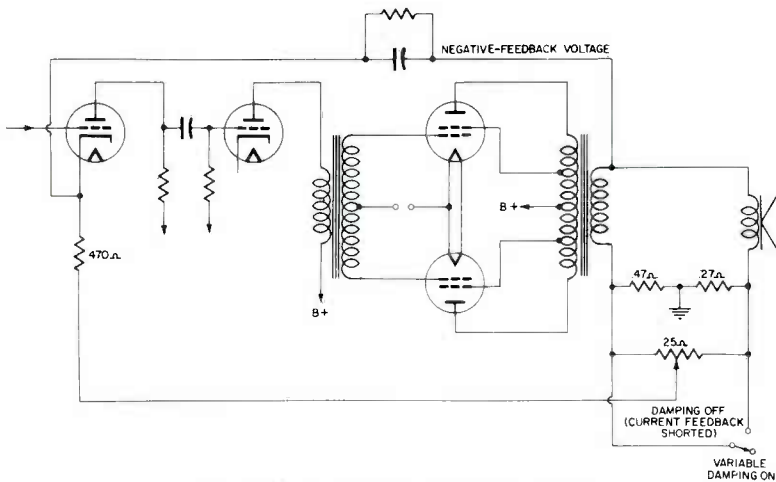 NEGATIVE-FEEDBACK VOLTAGE
470Ω
B+
B+
.47Ω
.27Ω
25Ω
DAMPING OFF
(CURRENT FEEDBACK
SHORTED)
VARIABLE
DAMPING ON